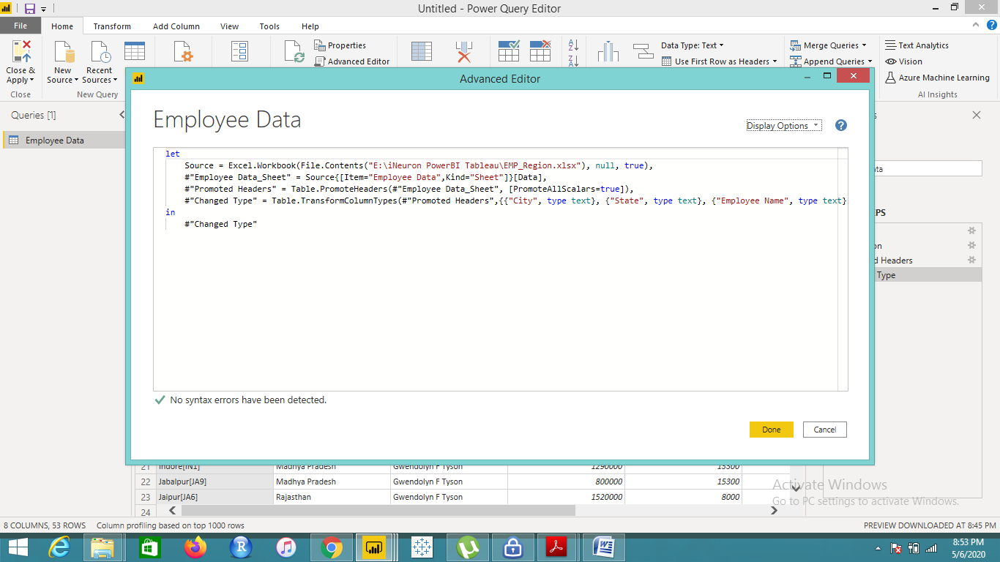 Untitled - Power Query Editor
File Home Transform Add Column View Tools Help
Close & Apply
Close
New Source
Recent Sources
New Query
Properties
Advanced Editor
Data Type: Text
Use First Row as Headers
Merge Queries
Append Queries
Text Analytics
Vision
Azure Machine Learning
AI Insights
Queries [1]
Employee Data
Advanced Editor
Employee Data
Display Options
let
Source = Excel.Workbook(File.Contents("E:\iNeuron PowerBI Tableau\EMP_Region.xlsx"), null, true),
#"Employee Data_Sheet" = Source{[Item="Employee Data",Kind="Sheet"]}[Data],
#"Promoted Headers" = Table.PromoteHeaders(#"Employee Data_Sheet", [PromoteAllScalars=true]),
#"Changed Type" = Table.TransformColumnTypes(#"Promoted Headers",{{"City", type text}, {"State", type text}, {"Employee Name", type text}
in
#"Changed Type"
No syntax errors have been detected.
Done Cancel
d Headers
Type
21 Indore[IN1] Madhya Pradesh Gwendolyn F Tyson 1290000 13300
22 Jabalpur[JA9] Madhya Pradesh Gwendolyn F Tyson 800000 15300
23 Jaipur[JA6] Rajasthan Gwendolyn F Tyson 1520000 8000
24
Activate Windows
Go to PC settings to activate Windows.
8 COLUMNS, 53 ROWS Column profiling based on top 1000 rows
PREVIEW DOWNLOADED AT 8:45 PM
8:53 PM
5/6/2020